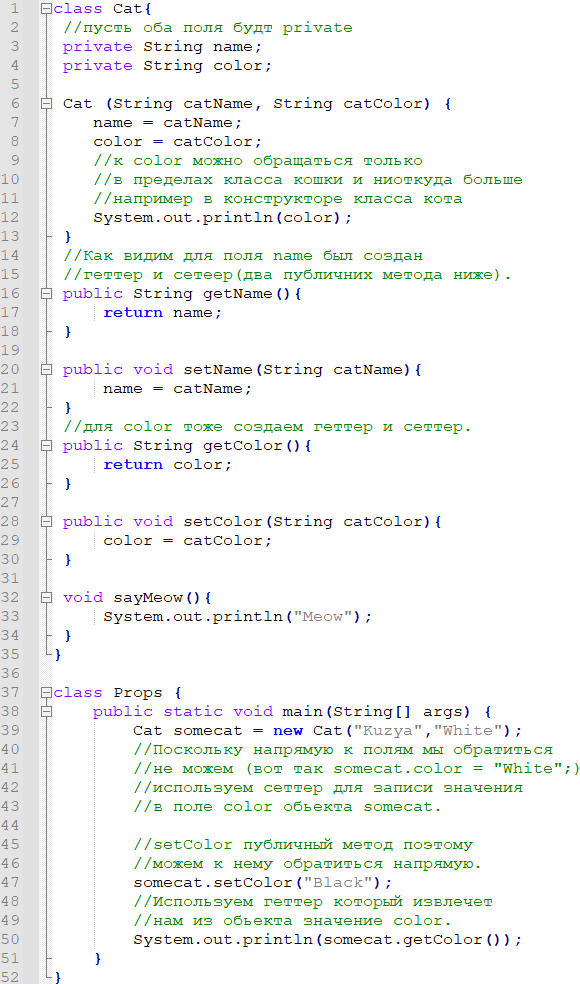 1 class Cat{
2 //пусть оба поля будт private
3 private String name;
4 private String color;
5
6 Cat (String catName, String catColor) {
7 name = catName;
8 color = catColor;
9 //к color можно обращаться только
10 //в пределах класса кошки и ниоткуда больше
11 //например в конструкторе класса кота
12 System.out.println(color);
13 }
14 //Как видим для поля name был создан
15 //геттер и сетеер(два публичних метода ниже).
16 public String getName(){
17 return name;
18 }
19
20 public void setName(String catName){
21 name = catName;
22 }
23 //для color тоже создаем геттер и сеттер.
24 public String getColor(){
25 return color;
26 }
27
28 public void setColor(String catColor){
29 color = catColor;
30 }
31
32 void sayMeow(){
33 System.out.println("Meow");
34 }
35 }
36
37 class Props {
38 public static void main(String[] args) {
39 Cat somecat = new Cat("Kuzya","White");
40 //Поскольку напрямую к полям мы обратиться
41 //не можем (вот так somecat.color = "White";)
42 //используем сеттер для записи значения
43 //в поле color обьекта somecat.
44
45 //setColor публичный метод поэтому
46 //можем к нему обратиться напрямую.
47 somecat.setColor("Black");
48 //Используем геттер который извлечет
49 //нам из обьекта значение color.
50 System.out.println(somecat.getColor());
51 }
52 }